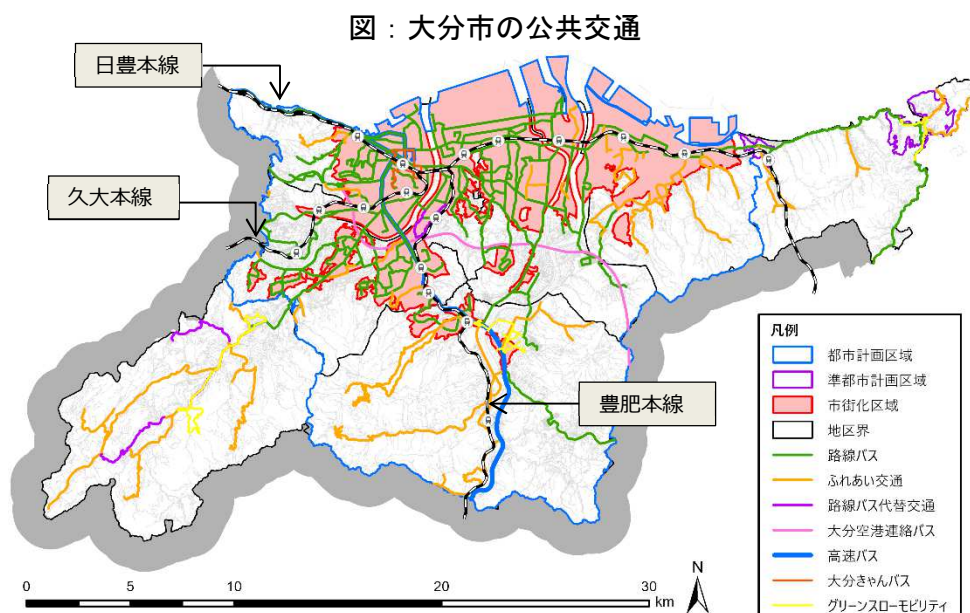 図：大分市の公共交通
日豊本線
久大本線
豊肥本線
凡例
都市計画区域
準都市計画区域
市街化区域
地区界
路線バス
ふれあい交通
路線バス代替交通
大分空港連絡バス
高速バス
大分きゃんバス
グリーンスローモビリティ
N
0 5 10 20 30
km